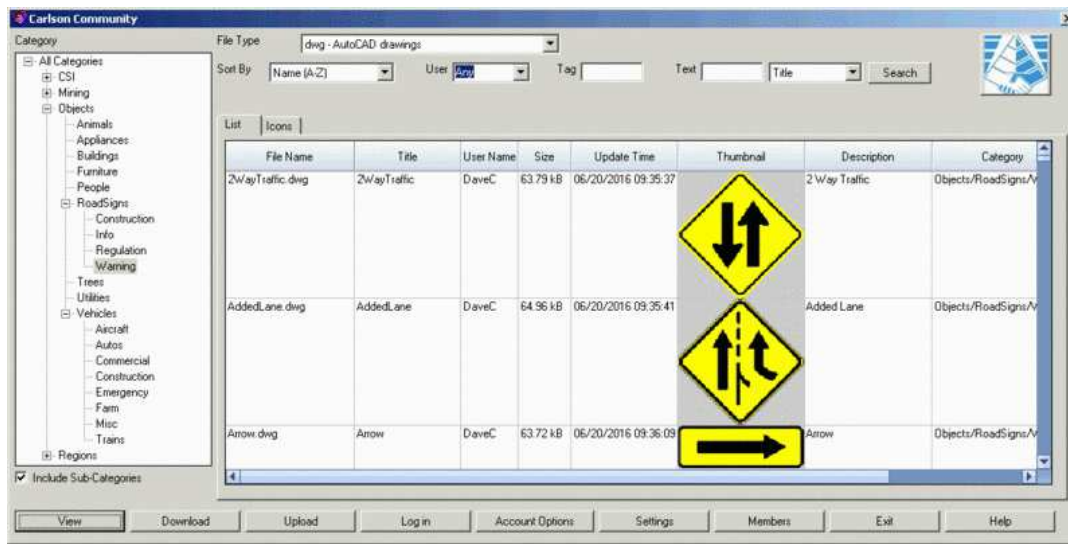 Carlson Community
Category
File Type
dwg - AutoCAD drawings
Sort By
Name (A-Z)
User
Any
Tag
Text
Title
Search
All Categories
CSI
Mining
Objects
Animals
Appliances
Buildings
Furniture
People
RoadSigns
Construction
Info
Regulation
Warning
Trees
Utilities
Vehicles
Aircraft
Autos
Commercial
Construction
Emergency
Farm
Misc
Trains
Regions
Include Sub-Categories
List
Icons
File Name Title User Name Size Update Time Thumbnail Description Category
2WayTraffic.dwg 2WayTraffic DaveC 63.79 kB 06/20/2016 09:35:37 2 Way Traffic Objects/RoadSigns/
AddedLane.dwg AddedLane DaveC 64.96 kB 06/20/2016 09:35:41 Added Lane Objects/RoadSigns/
Arrow.dwg Arrow DaveC 63.72 kB 06/20/2016 09:36:09 Arrow Objects/RoadSigns/
View Download Upload Log in Account Options Settings Members Exit Help